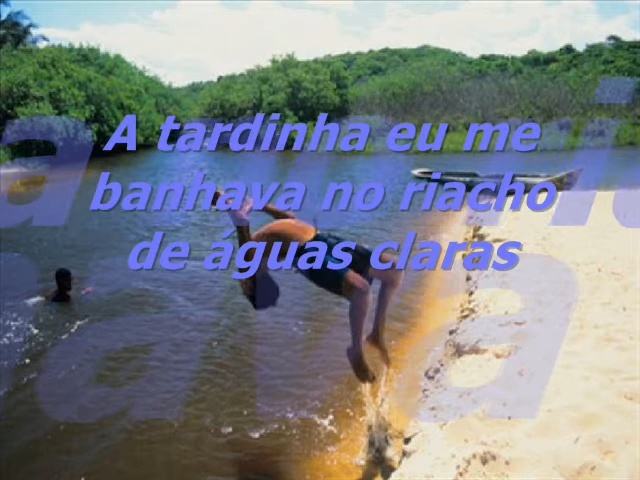 A tardinha eu me
banhava no riacho
de águas claras